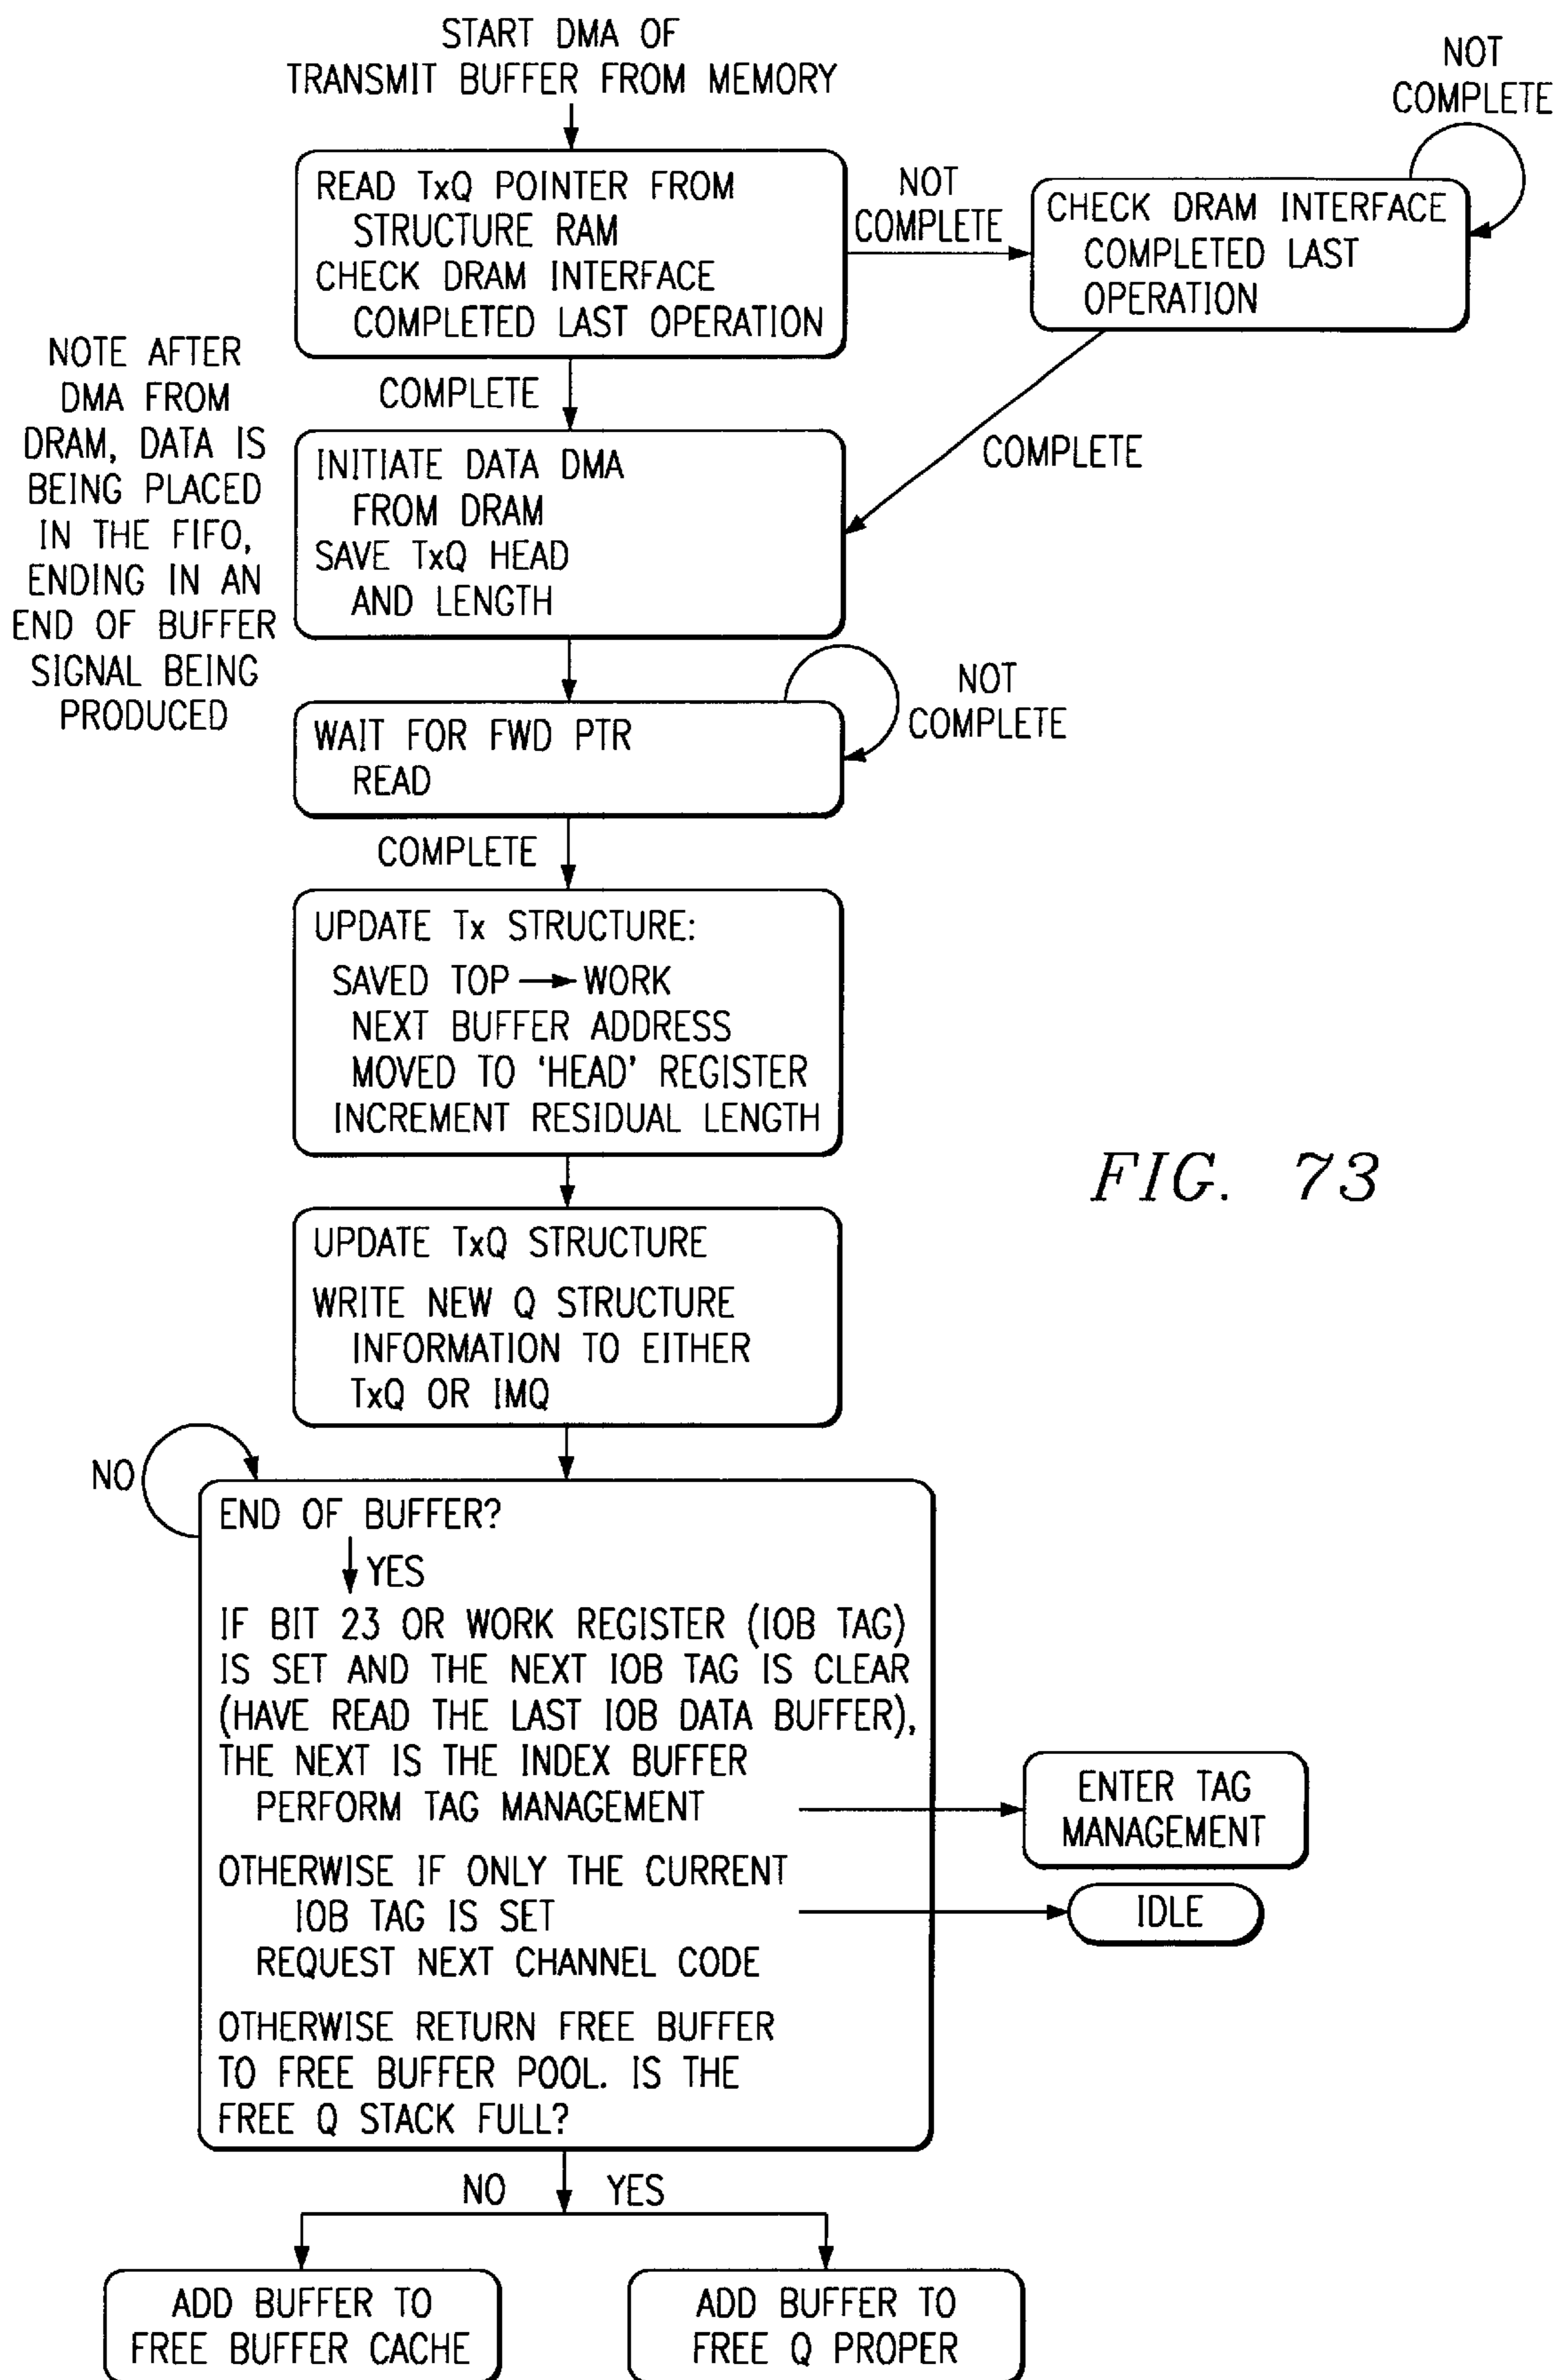 START DMA OF
TRANSMIT BUFFER FROM MEMORY
NOT
COMPLETE
READ TxQ POINTER FROM
STRUCTURE RAM
CHECK DRAM INTERFACE
COMPLETED LAST OPERATION
NOT
COMPLETE
CHECK DRAM INTERFACE
COMPLETED LAST
OPERATION
NOTE AFTER
DMA FROM
DRAM, DATA IS
BEING PLACED
IN THE FIFO,
ENDING IN AN
END OF BUFFER
SIGNAL BEING
PRODUCED
COMPLETE
COMPLETE
INITIATE DATA DMA
FROM DRAM
SAVE TxQ HEAD
AND LENGTH
NOT
COMPLETE
WAIT FOR FWD PTR
READ
COMPLETE
UPDATE Tx STRUCTURE:
SAVED TOP → WORK
NEXT BUFFER ADDRESS
MOVED TO ‘HEAD’ REGISTER
INCREMENT RESIDUAL LENGTH
FIG. 73
UPDATE TxQ STRUCTURE
WRITE NEW Q STRUCTURE
INFORMATION TO EITHER
TxQ OR IMQ
NO
END OF BUFFER?
YES
IF BIT 23 OR WORK REGISTER (IOB TAG)
IS SET AND THE NEXT IOB TAG IS CLEAR
(HAVE READ THE LAST IOB DATA BUFFER),
THE NEXT IS THE INDEX BUFFER
PERFORM TAG MANAGEMENT
ENTER TAG
MANAGEMENT
OTHERWISE IF ONLY THE CURRENT
IOB TAG IS SET
REQUEST NEXT CHANNEL CODE
IDLE
OTHERWISE RETURN FREE BUFFER
TO FREE BUFFER POOL. IS THE
FREE Q STACK FULL?
NO YES
ADD BUFFER TO
FREE BUFFER CACHE
ADD BUFFER TO
FREE Q PROPER